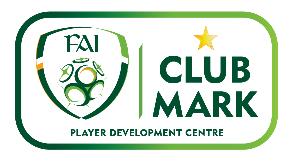 FAI
CLUB
MARK
PLAYER DEVELOPMENT CENTRE